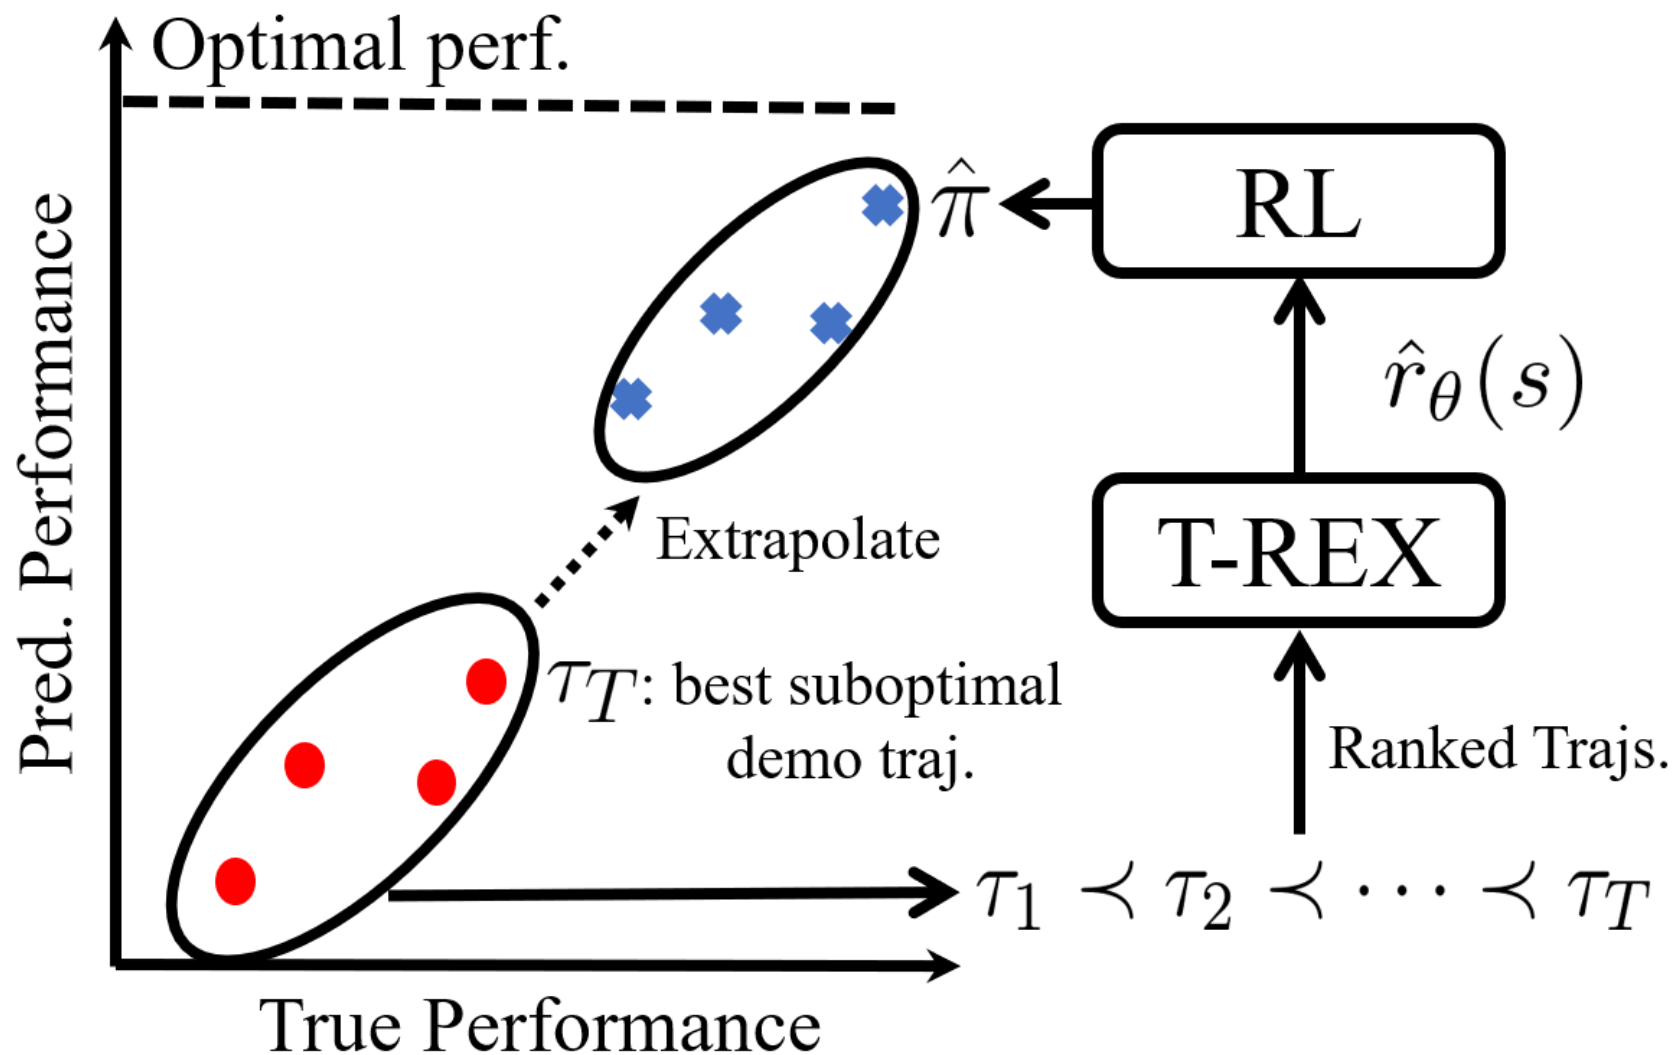 Optimal perf.
Pred. Performance
π̂
RL
r̂θ(s)
Extrapolate
T-REX
τT: best suboptimal
demo traj.
Ranked Trajs.
τ1 ≺ τ2 ≺ ··· ≺ τT
True Performance